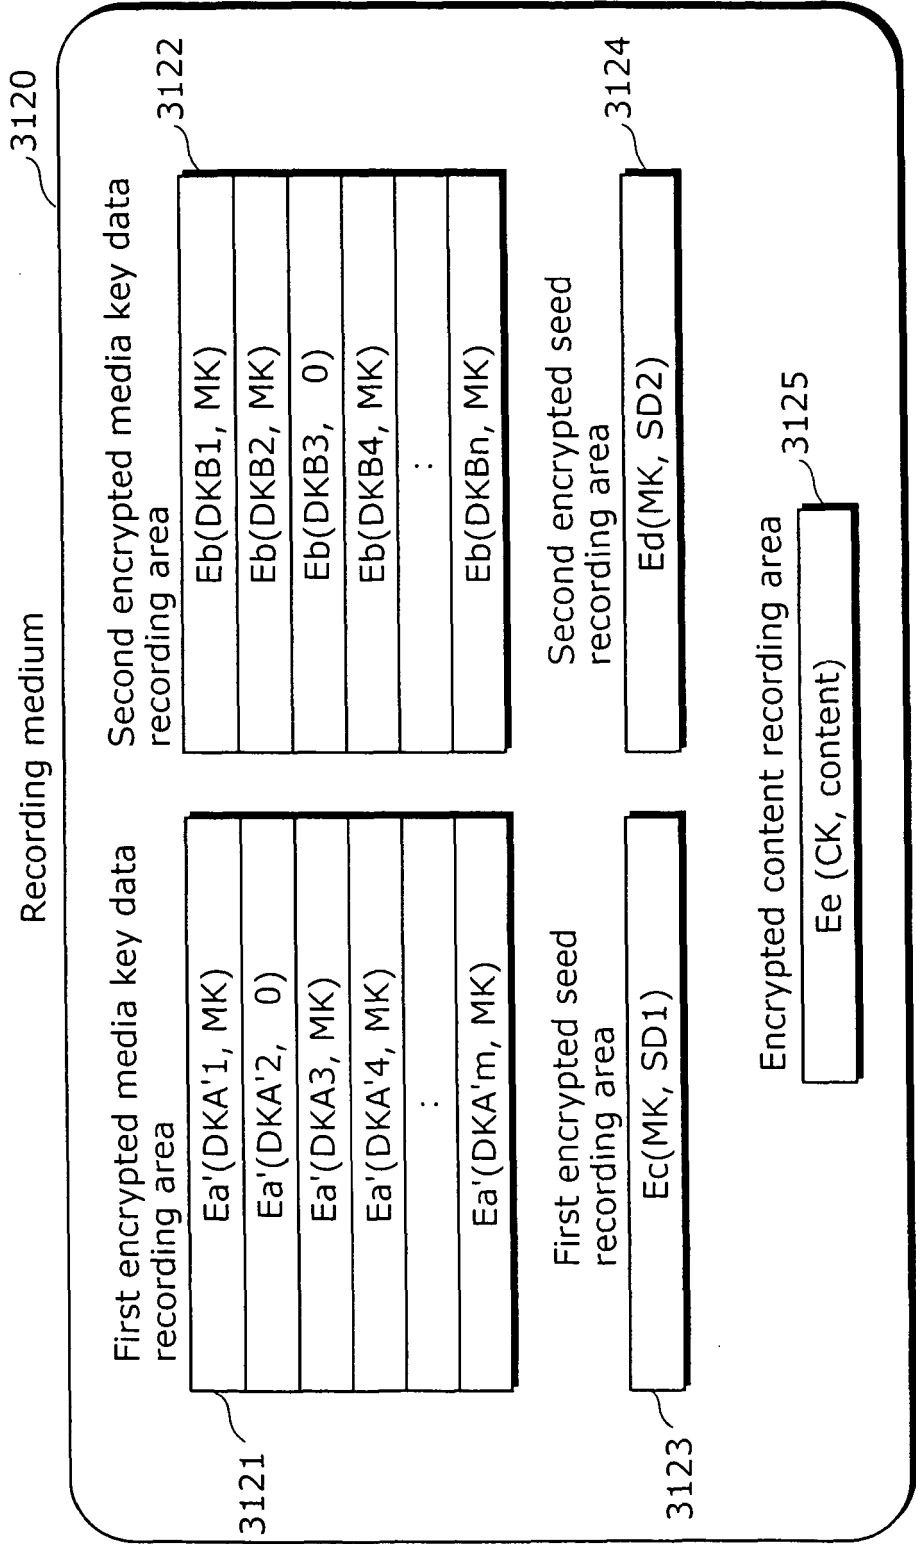 Recording medium
3120
First encrypted media key data
recording area
Ea'(DKA'1, MK)
Ea'(DKA'2, 0)
Ea'(DKA3, MK)
Ea'(DKA'4, MK)
:
Ea'(DKA'm, MK)
3121
Second encrypted media key data
recording area
3122
Eb(DKB1, MK)
Eb(DKB2, MK)
Eb(DKB3, 0)
Eb(DKB4, MK)
:
Eb(DKBn, MK)
First encrypted seed
recording area
Ec(MK, SD1)
3123
Second encrypted seed
recording area
3124
Ed(MK, SD2)
Encrypted content recording area
3125
Ee (CK, content)